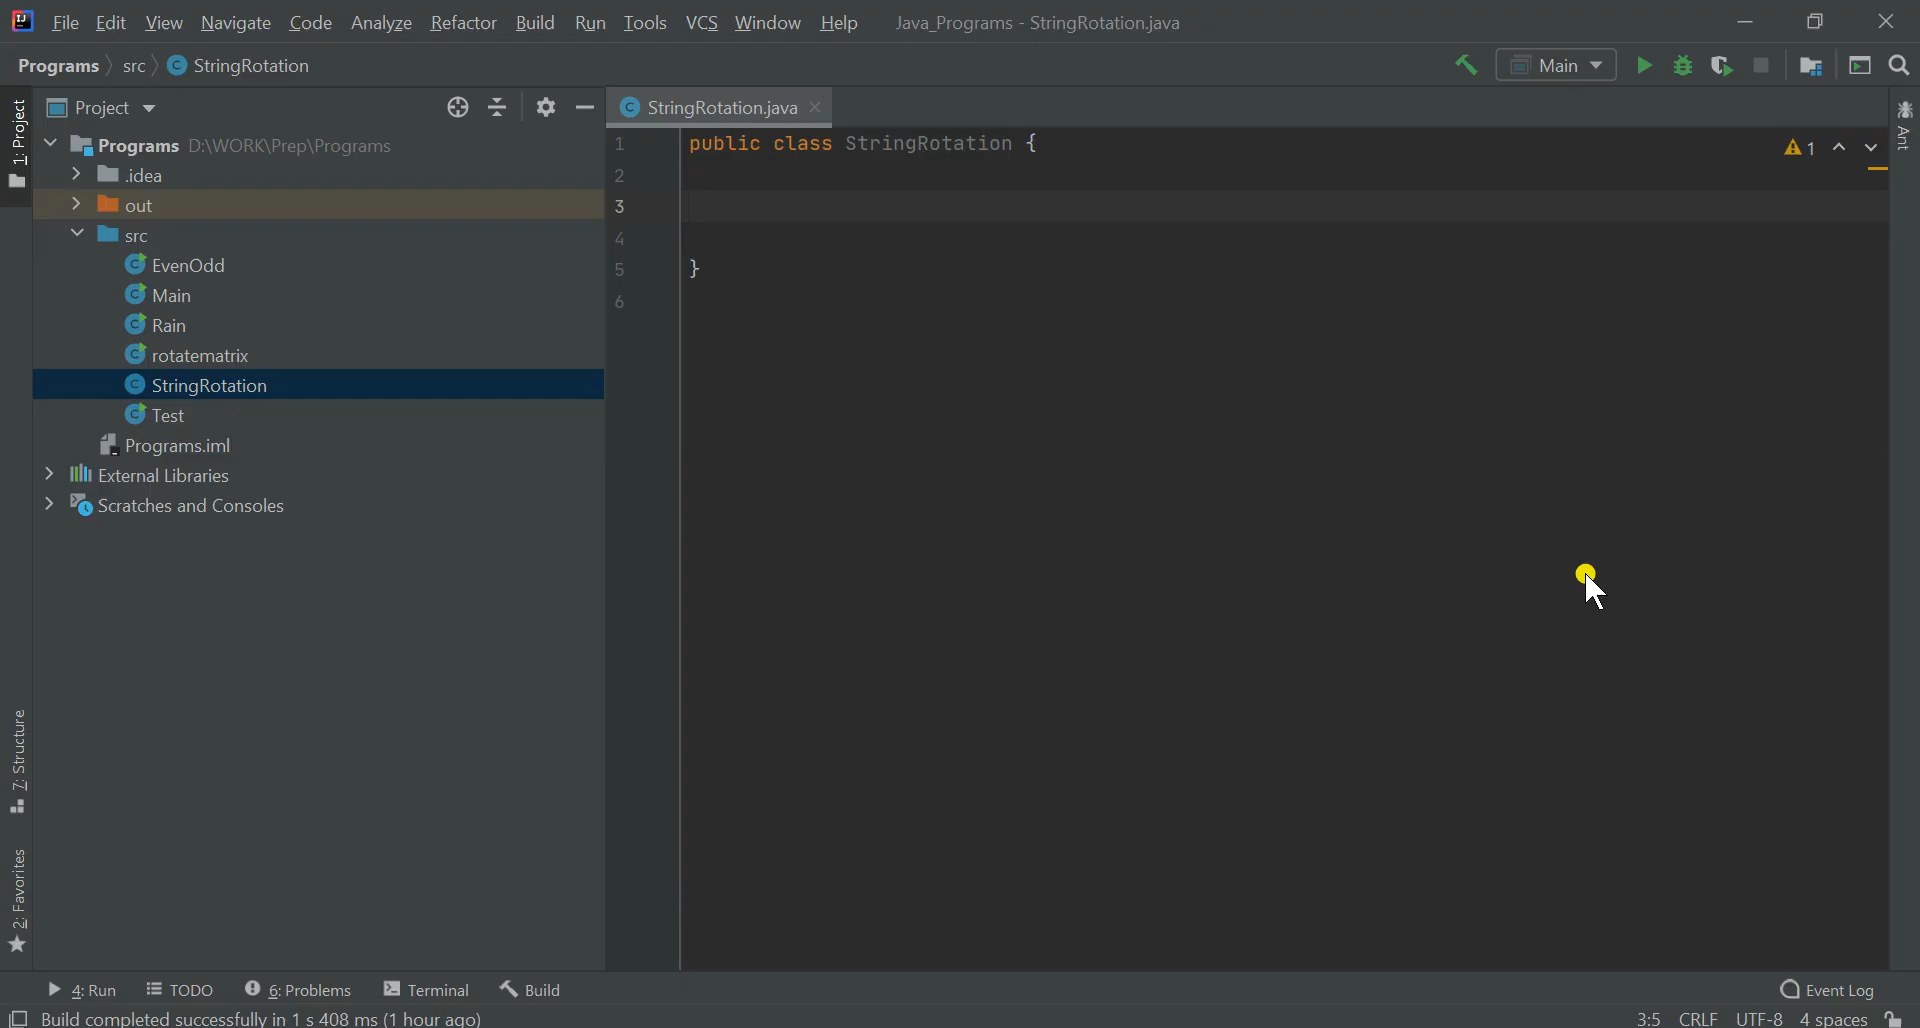 File Edit View Navigate Code Analyze Refactor Build Run Tools VCS Window Help Java_Programs - StringRotation.java
Programs src StringRotation
Main
1: Project
Project
StringRotation.java
Programs D:\WORK\Prep\Programs
.idea
out
src
EvenOdd
Main
Rain
rotatematrix
StringRotation
Test
Programs.iml
External Libraries
Scratches and Consoles
1 public class StringRotation {
2
3
4
5 }
6
1
Ant
7: Structure
2: Favorites
4: Run TODO 6: Problems Terminal Build Event Log
Build completed successfully in 1 s 408 ms (1 hour ago) 3:5 CRLF UTF-8 4 spaces